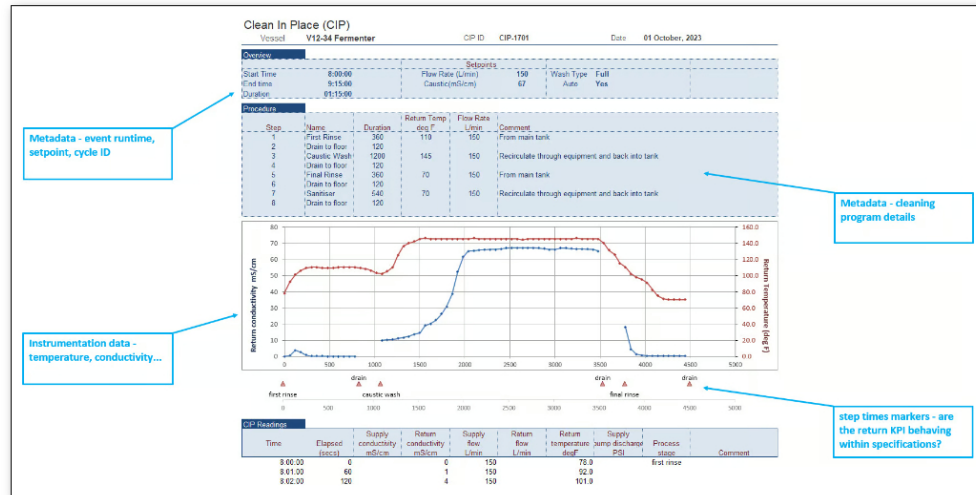 Clean In Place (CIP)
Vessel V12-34 Fermenter CIP ID CIP-1701 Date 01 October, 2023
Overview
Setpoints
Start Time 8:00:00 Flow Rate (L/min) 150 Wash Type Full
End time 9:15:00 Caustic(mS/cm) 67 Auto Yes
Duration 01:15:00
Procedure
Return Temp Flow Rate
Step Name Duration deg F L/min Comment
1 First Rinse 360 110 150 From main tank
2 Drain to floor 120
3 Caustic Wash 1200 145 150 Recirculate through equipment and back into tank
4 Drain to floor 120
5 Final Rinse 360 70 150 From main tank
6 Drain to floor 120
7 Sanitiser 540 70 150 Recirculate through equipment and back into tank
8 Drain to floor 120
Metadata - event runtime,
setpoint, cycle ID
Metadata - cleaning
program details
Return conductivity mS/cm
80
70
60
50
40
30
20
10
0
160.0
140.0
120.0
100.0
80.0
60.0
40.0
20.0
0.0
Return Temperature (deg F)
0 500 1000 1500 2000 2500 3000 3500 4000 4500 5000
Instrumentation data -
temperature, conductivity...
drain drain drain
first rinse caustic wash final rinse
0 500 1000 1500 2000 2500 3000 3500 4000 4500 5000
step times markers - are
the return KPI behaving
within specifications?
CIP Readings
Supply Return Supply Return Return Supply
Time Elapsed conductivity conductivity flow flow temperature pump discharge Process
(secs) mS/cm mS/cm L/min L/min degF PSI stage Comment
8:00:00 0 0 150 78.0 first rinse
8:01:00 60 1 150 92.0
8:02:00 120 4 150 101.0